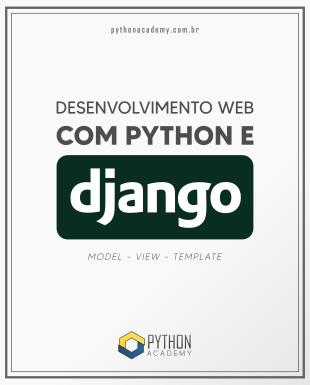 pythonacademy.com.br
DESENVOLVIMENTO WEB
COM PYTHON E
django
MODEL - VIEW - TEMPLATE
PYTHON
ACADEMY